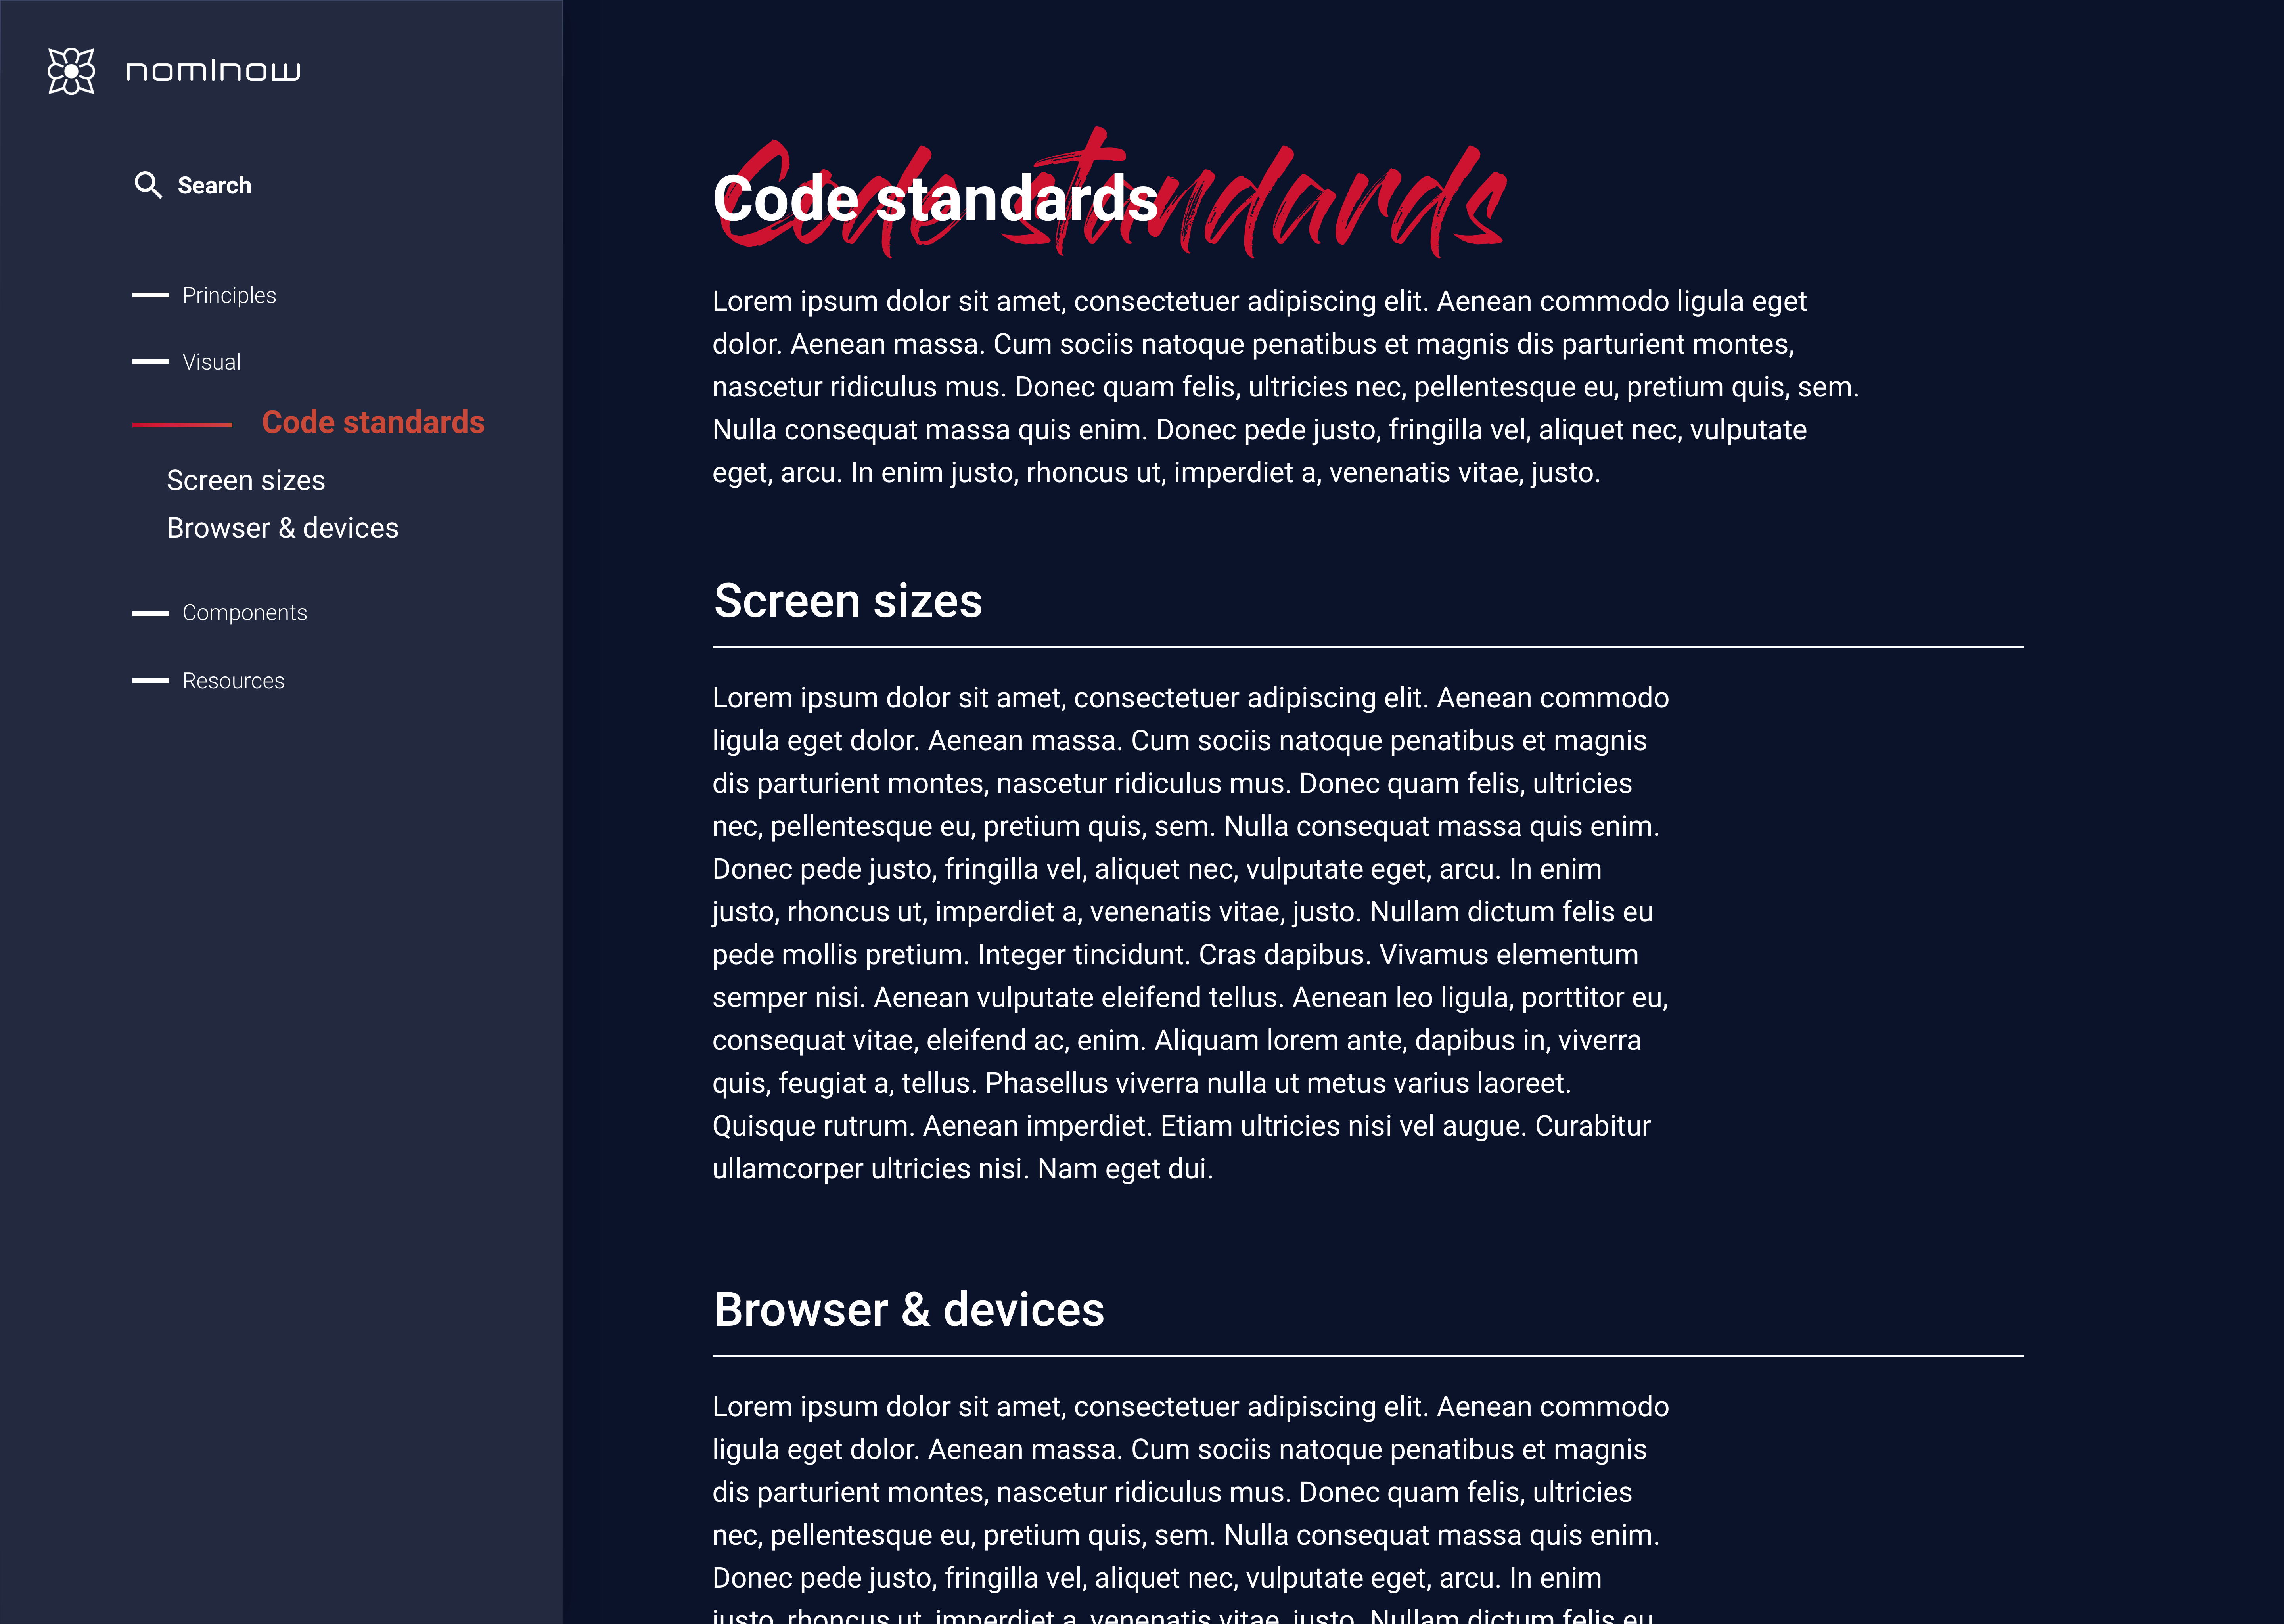 nomInow
Search
Principles
Visual
Code standards
Screen sizes
Browser & devices
Components
Resources
Code standards
Code standards
Lorem ipsum dolor sit amet, consectetuer adipiscing elit. Aenean commodo ligula eget
dolor. Aenean massa. Cum sociis natoque penatibus et magnis dis parturient montes,
nascetur ridiculus mus. Donec quam felis, ultricies nec, pellentesque eu, pretium quis, sem.
Nulla consequat massa quis enim. Donec pede justo, fringilla vel, aliquet nec, vulputate
eget, arcu. In enim justo, rhoncus ut, imperdiet a, venenatis vitae, justo.
Screen sizes
Lorem ipsum dolor sit amet, consectetuer adipiscing elit. Aenean commodo
ligula eget dolor. Aenean massa. Cum sociis natoque penatibus et magnis
dis parturient montes, nascetur ridiculus mus. Donec quam felis, ultricies
nec, pellentesque eu, pretium quis, sem. Nulla consequat massa quis enim.
Donec pede justo, fringilla vel, aliquet nec, vulputate eget, arcu. In enim
justo, rhoncus ut, imperdiet a, venenatis vitae, justo. Nullam dictum felis eu
pede mollis pretium. Integer tincidunt. Cras dapibus. Vivamus elementum
semper nisi. Aenean vulputate eleifend tellus. Aenean leo ligula, porttitor eu,
consequat vitae, eleifend ac, enim. Aliquam lorem ante, dapibus in, viverra
quis, feugiat a, tellus. Phasellus viverra nulla ut metus varius laoreet.
Quisque rutrum. Aenean imperdiet. Etiam ultricies nisi vel augue. Curabitur
ullamcorper ultricies nisi. Nam eget dui.
Browser & devices
Lorem ipsum dolor sit amet, consectetuer adipiscing elit. Aenean commodo
ligula eget dolor. Aenean massa. Cum sociis natoque penatibus et magnis
dis parturient montes, nascetur ridiculus mus. Donec quam felis, ultricies
nec, pellentesque eu, pretium quis, sem. Nulla consequat massa quis enim.
Donec pede justo, fringilla vel, aliquet nec, vulputate eget, arcu. In enim
justo, rhoncus ut, imperdiet a, venenatis vitae, justo. Nullam dictum felis eu